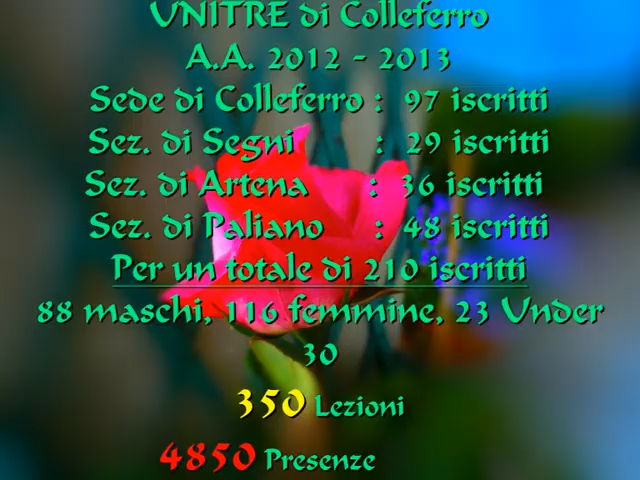 UNITRE di Colleferro
A.A. 2012 - 2013
Sede di Colleferro : 97 iscritti
Sez. di Segni : 29 iscritti
Sez. di Artena : 36 iscritti
Sez. di Paliano : 48 iscritti
Per un totale di 210 iscritti
88 maschi, 116 femmine, 23 Under
30
350 Lezioni
4850 Presenze